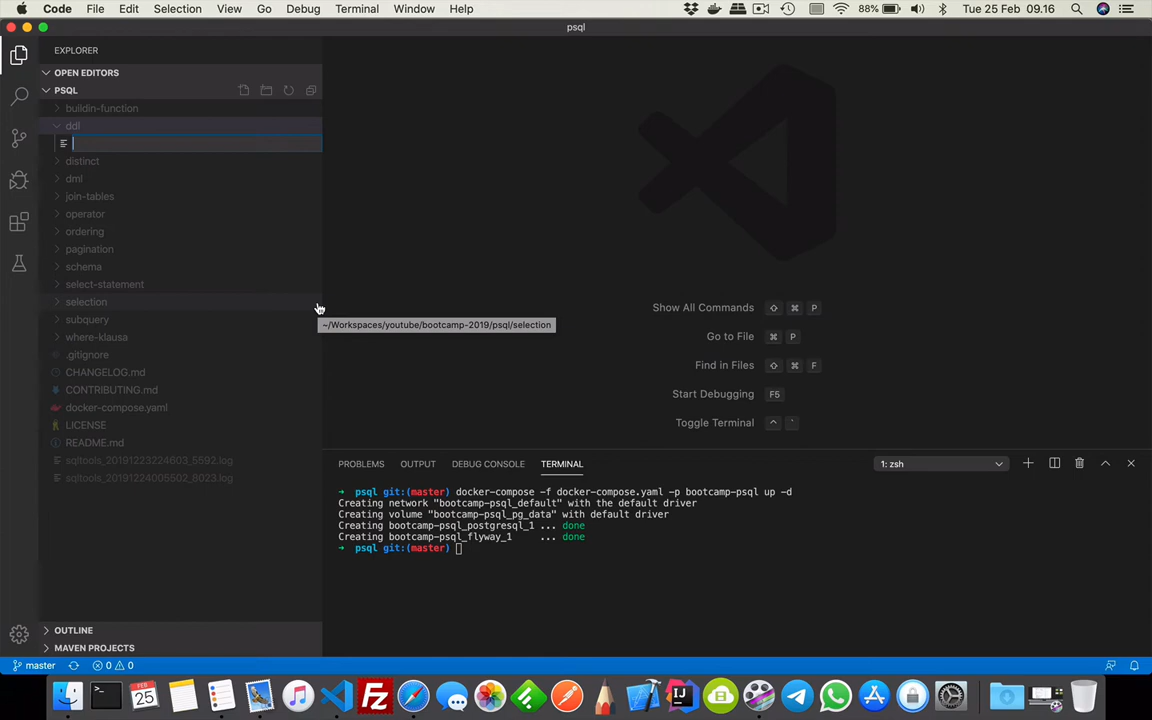 Code File Edit Selection View Go Debug Terminal Window Help 88% Tue 25 Feb 09.16
psql
EXPLORER
OPEN EDITORS
PSQL
buildin-function
ddl
distinct
dml
join-tables
operator
ordering
pagination
schema
select-statement
selection
subquery
where-klausa
.gitignore
CHANGELOG.md
CONTRIBUTING.md
docker-compose.yaml
LICENSE
README.md
sqltools_20191223224603_5592.log
sqltools_20191224005502_8023.log
OUTLINE
MAVEN PROJECTS
~/Workspaces/youtube/bootcamp-2019/psql/selection
Show All Commands ⇧ ⌘ P
Go to File ⌘ P
Find in Files ⇧ ⌘ F
Start Debugging F5
Toggle Terminal ^ `
PROBLEMS OUTPUT DEBUG CONSOLE TERMINAL 1: zsh
➜ psql git:(master) docker-compose -f docker-compose.yaml -p bootcamp-psql up -d
Creating network "bootcamp-psql_default" with the default driver
Creating volume "bootcamp-psql_pg_data" with default driver
Creating bootcamp-psql_postgresql_1 ... done
Creating bootcamp-psql_flyway_1 ... done
➜ psql git:(master)
master 0 0
25